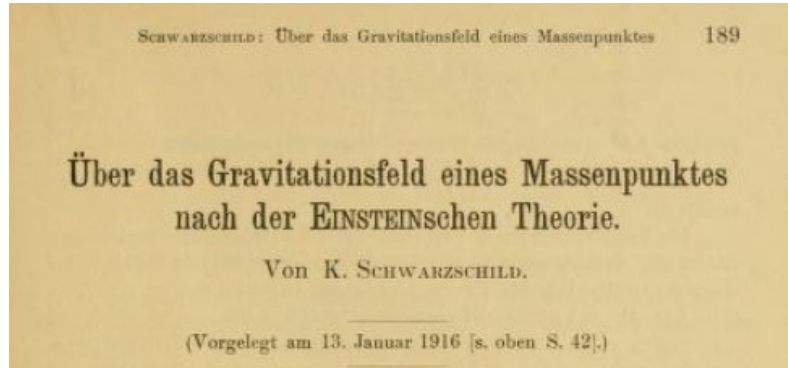 SCHWARZSCHILD: Über das Gravitationsfeld eines Massenpunktes 189
Über das Gravitationsfeld eines Massenpunktes
nach der EINSTEINschen Theorie.
Von K. SCHWARZSCHILD.
(Vorgelegt am 13. Januar 1916 [s. oben S. 42].)